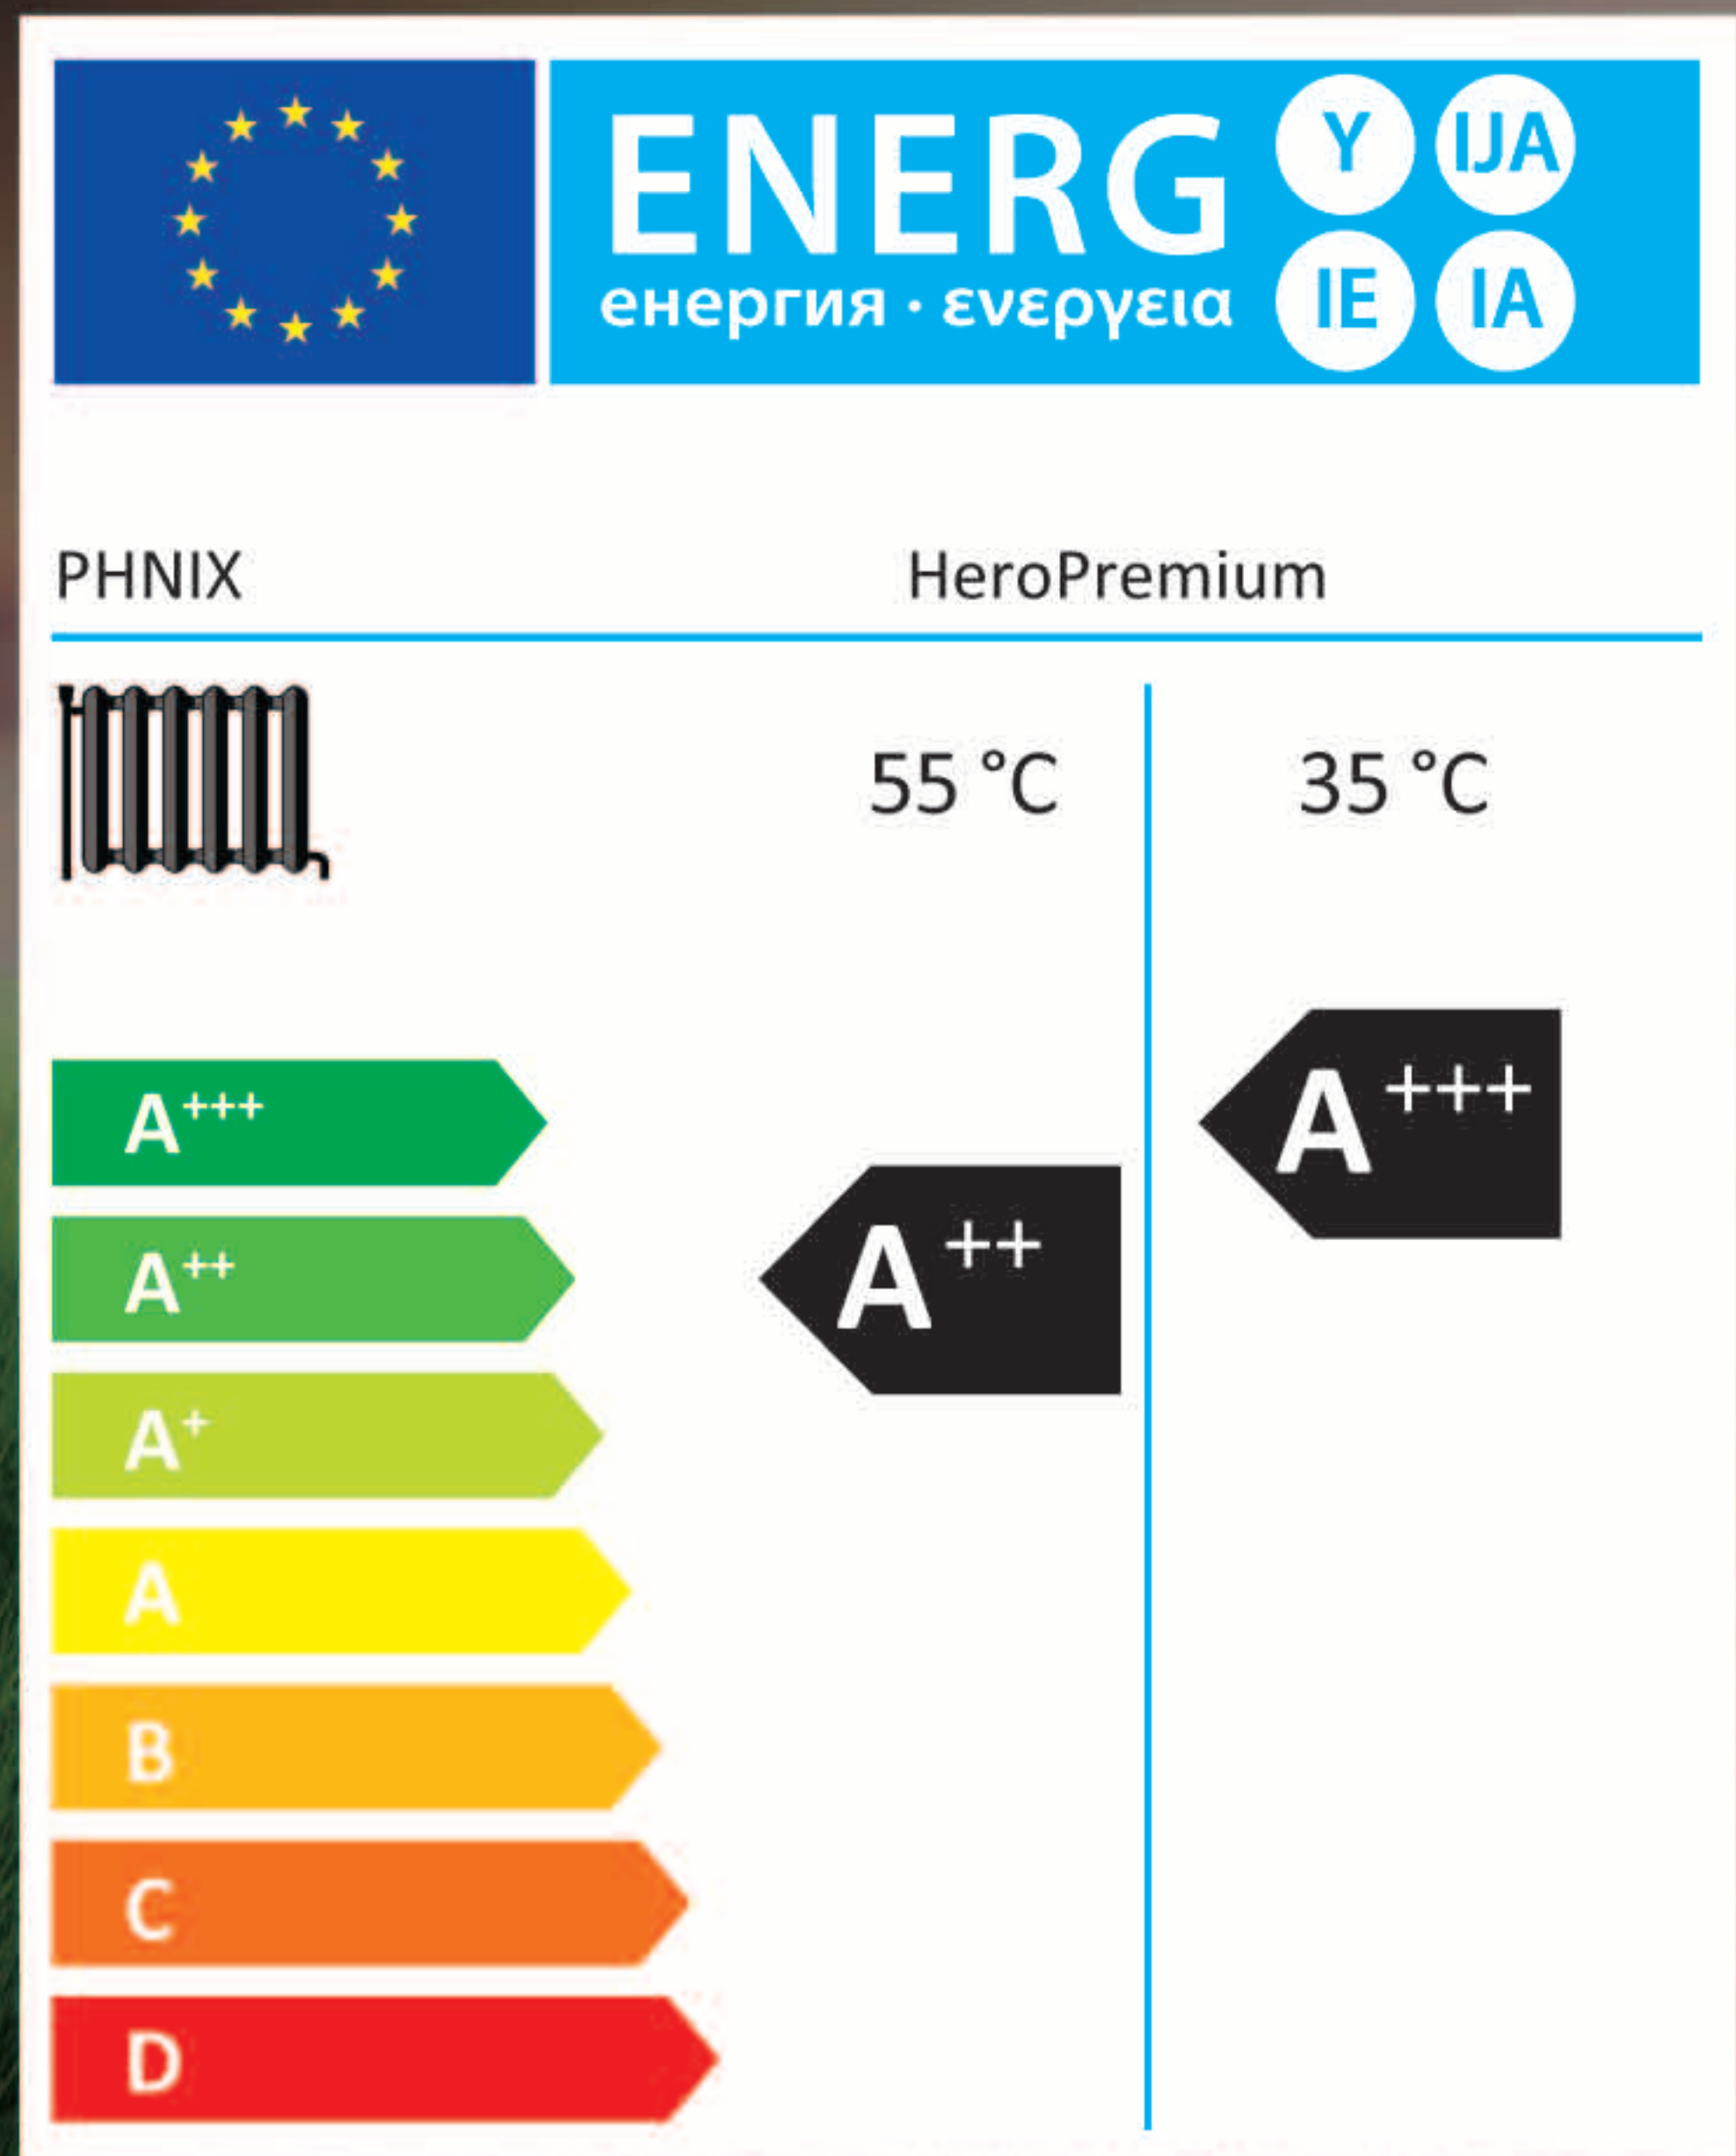 ENERG Y IJA
енергия · ενεργεια IE IA
PHNIX HeroPremium
55 °C 35 °C
A+++ A+++
A++ A++
A+
A
B
C
D